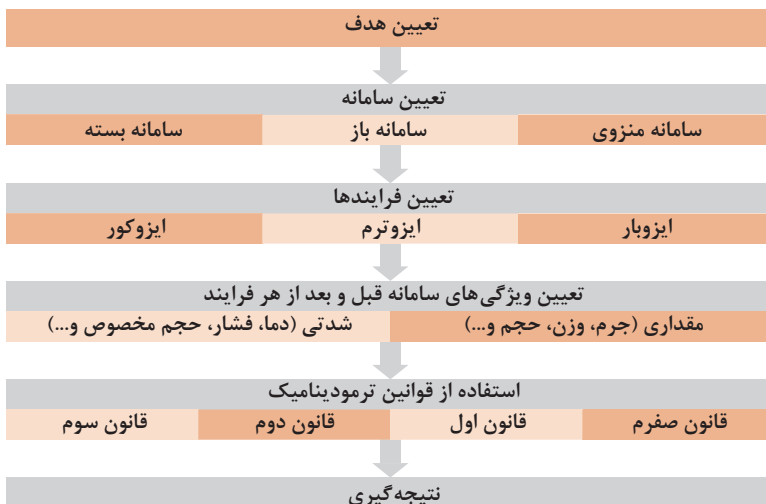 تعیین هدف
تعیین سامانه
سامانه منزوی سامانه باز سامانه بسته
تعیین فرایندها
ایزوبار ایزوترم ایزوکور
تعیین ویژگی‌های سامانه قبل و بعد از هر فرایند
مقداری (جرم، وزن، حجم و...) شدتی (دما، فشار، حجم مخصوص و...)
استفاده از قوانین ترمودینامیک
قانون صفرم قانون اول قانون دوم قانون سوم
نتیجه‌گیری